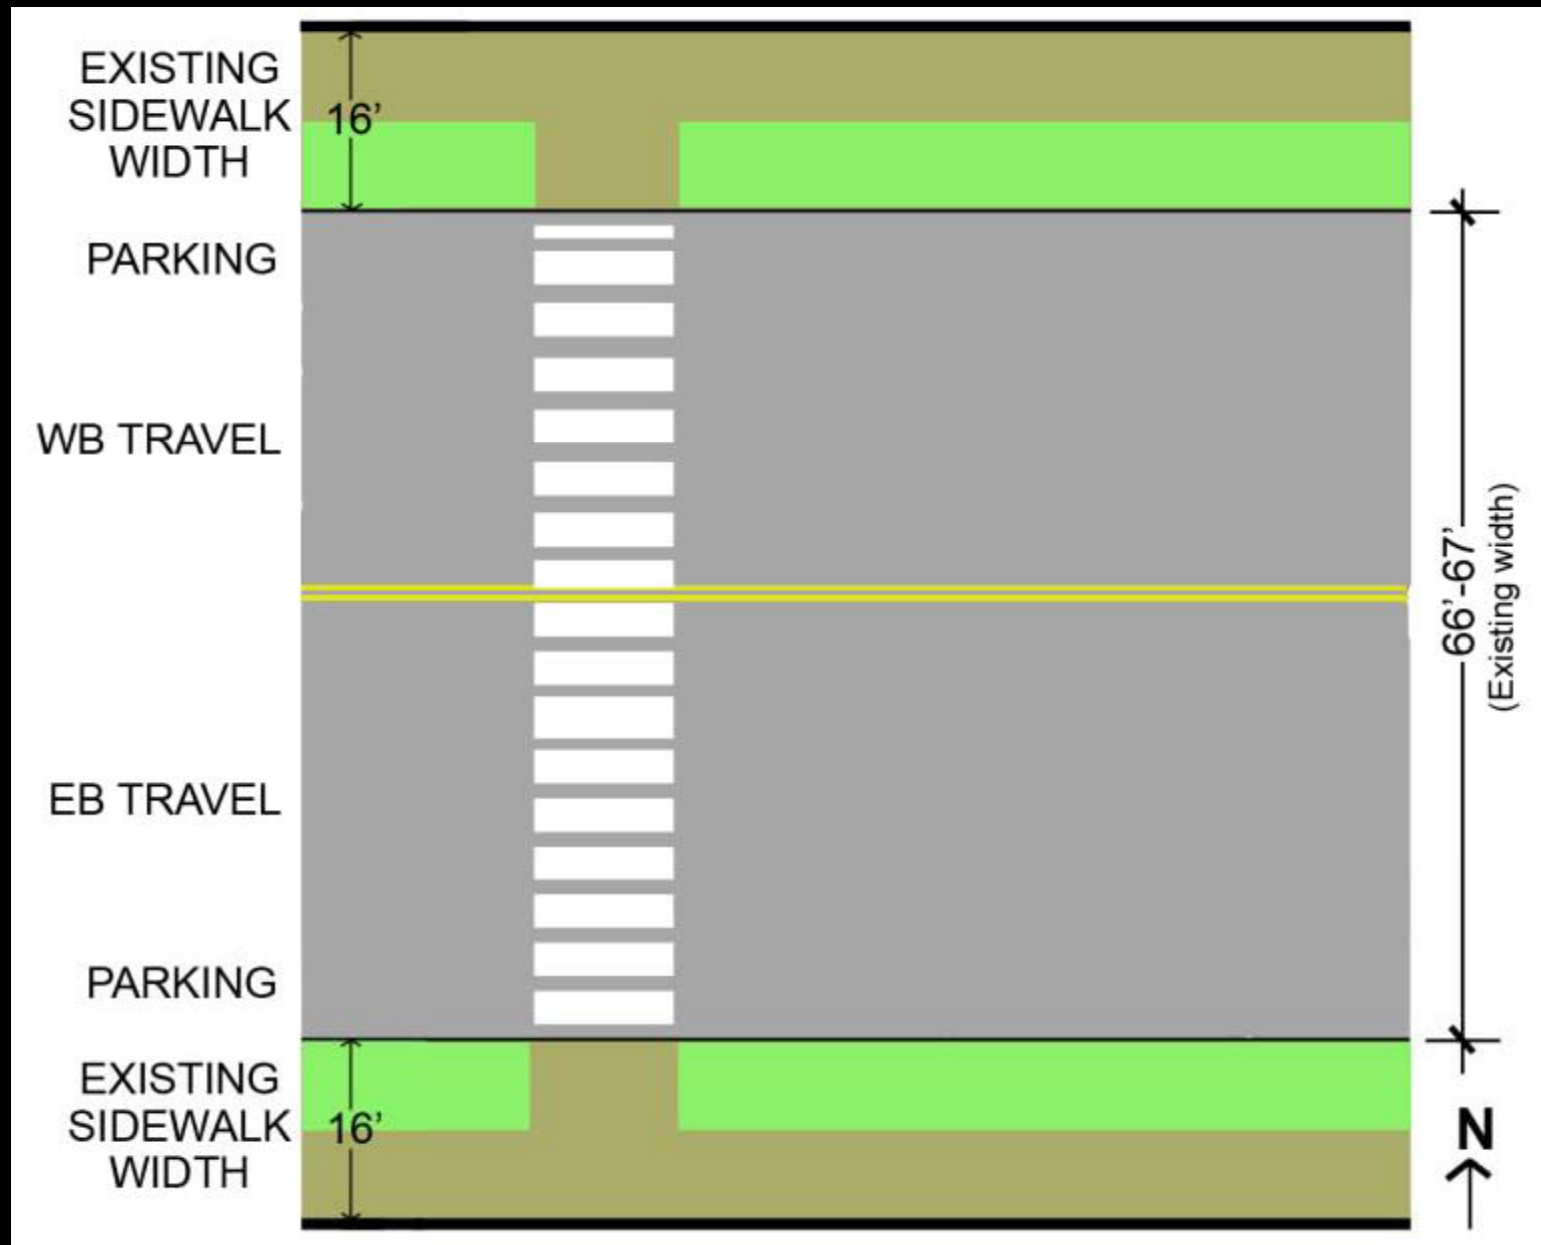 EXISTING
SIDEWALK
WIDTH
16’
PARKING
WB TRAVEL
66’-67’
(Existing width)
EB TRAVEL
PARKING
EXISTING
SIDEWALK
WIDTH
16’
N